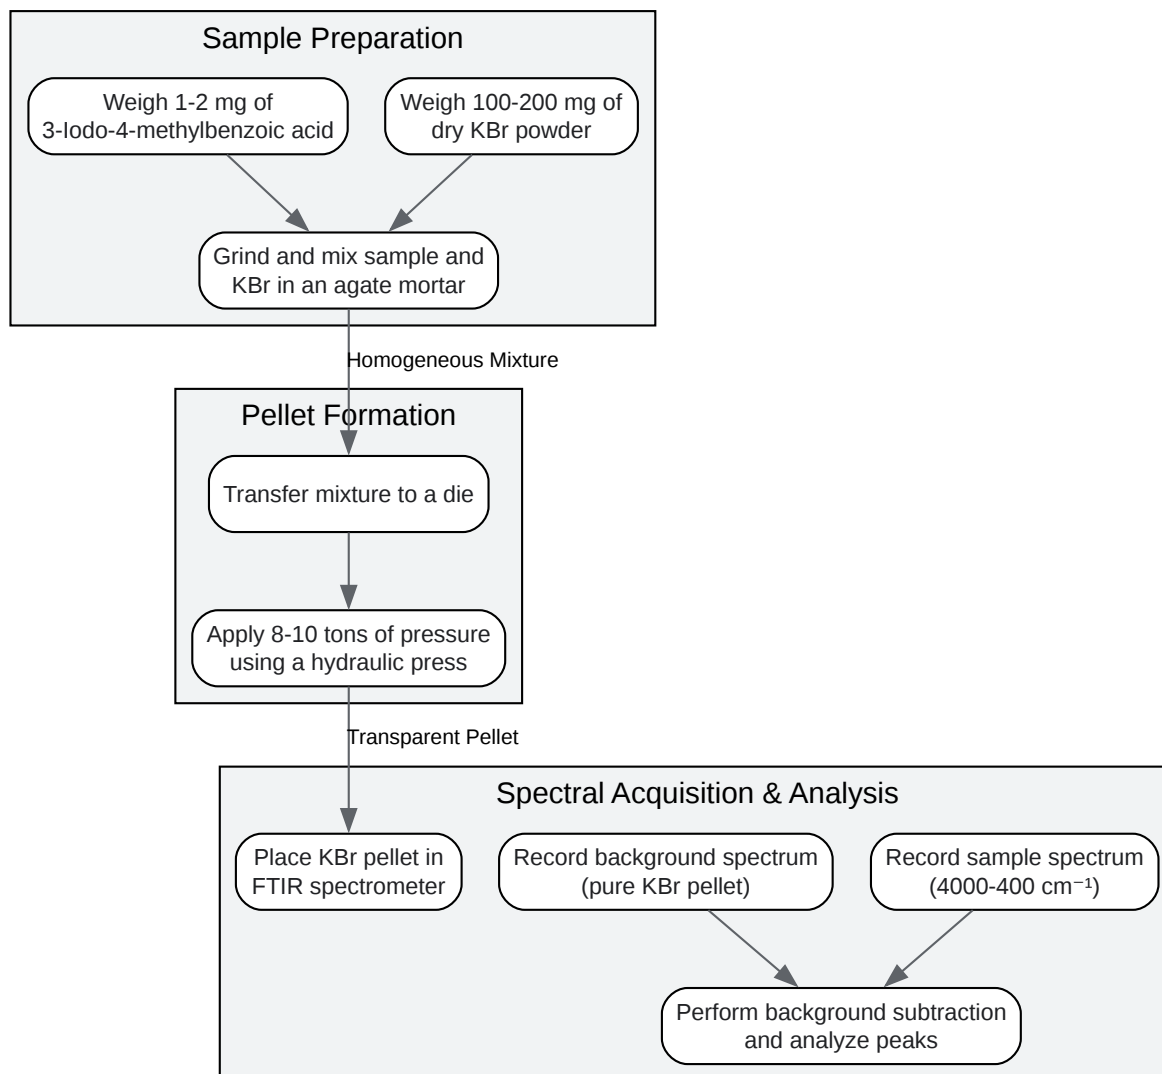 Sample Preparation
Weigh 1-2 mg of
3-Iodo-4-methylbenzoic acid
Weigh 100-200 mg of
dry KBr powder
Grind and mix sample and
KBr in an agate mortar
Homogeneous Mixture
Pellet Formation
Transfer mixture to a die
Apply 8-10 tons of pressure
using a hydraulic press
Transparent Pellet
Spectral Acquisition & Analysis
Place KBr pellet in
FTIR spectrometer
Record background spectrum
(pure KBr pellet)
Record sample spectrum
(4000-400 cm⁻¹)
Perform background subtraction
and analyze peaks